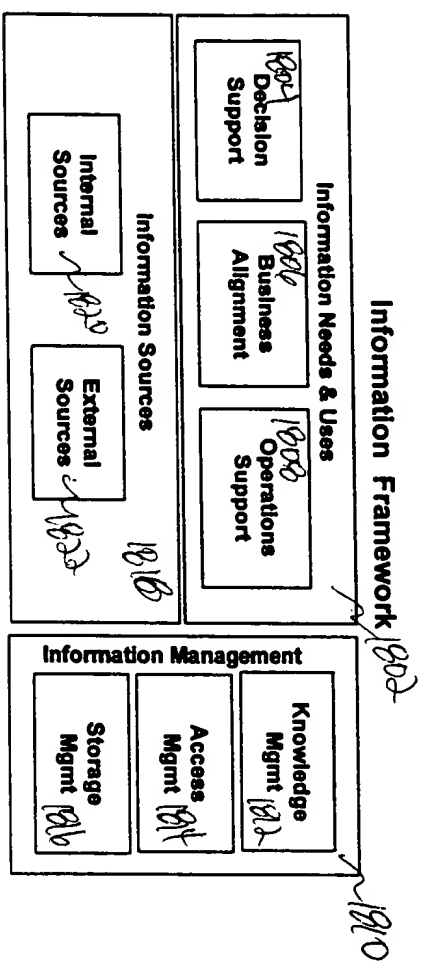 Information Framework
1802
Information Needs & Uses
1804
Decision
Support
1806
Business
Alignment
1808
Operations
Support
Information Sources
1818
Internal
Sources
1820
External
Sources
1822
1810
Information Management
Knowledge
Mgmt
1812
Access
Mgmt
1814
Storage
Mgmt
1816